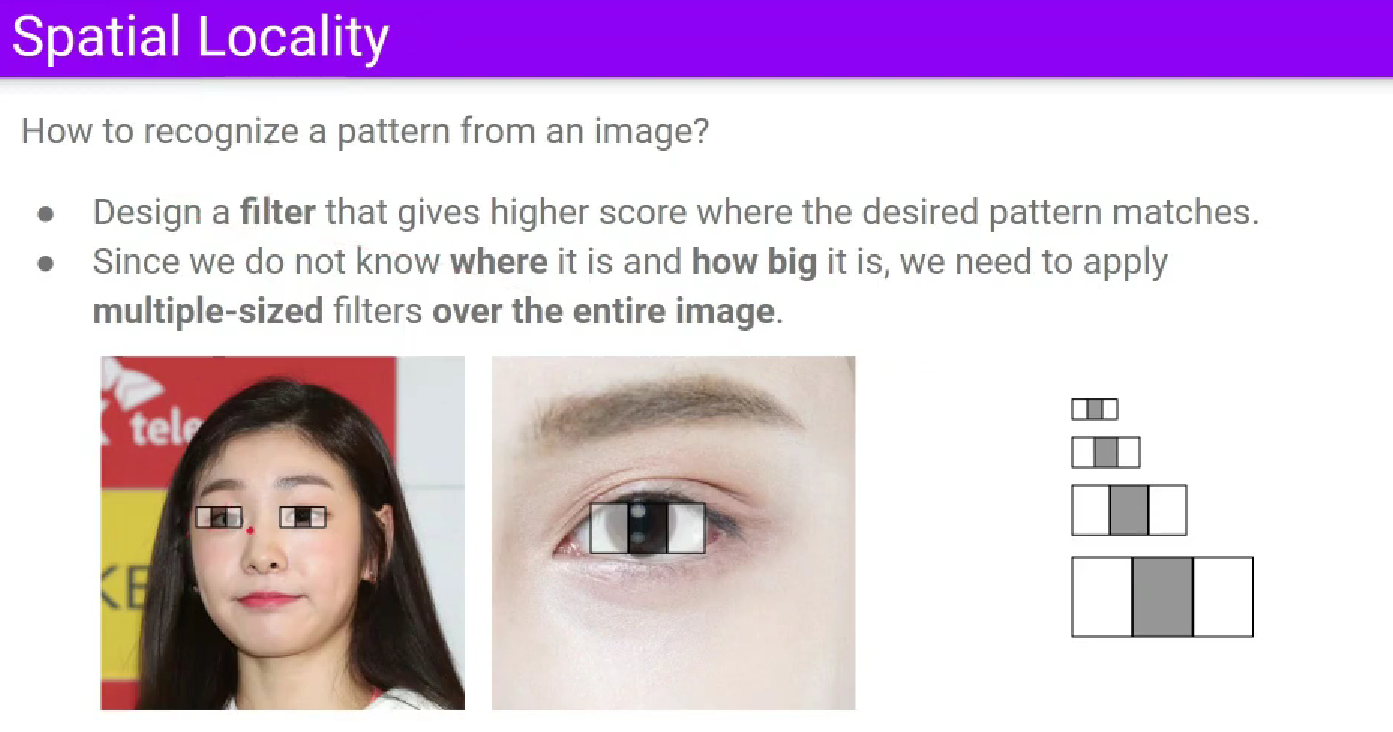 Spatial Locality
How to recognize a pattern from an image?
● Design a filter that gives higher score where the desired pattern matches.
● Since we do not know where it is and how big it is, we need to apply
multiple-sized filters over the entire image.
tele
KE